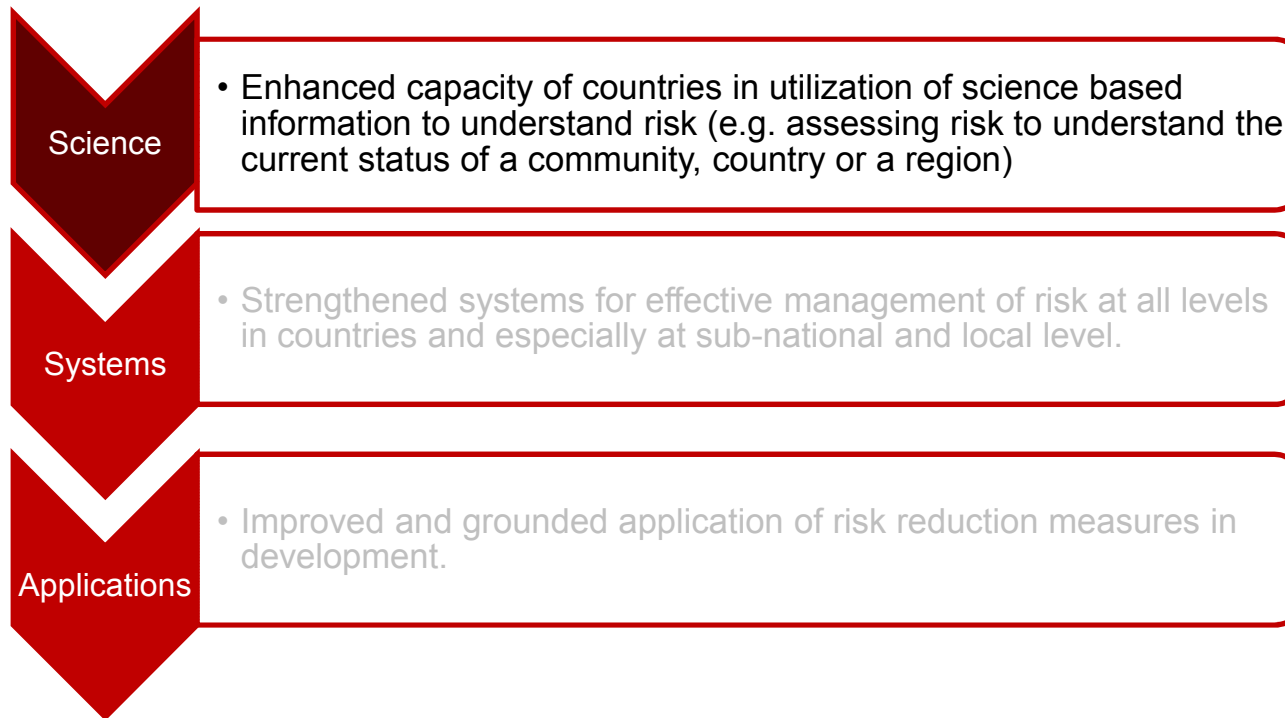 Science
• Enhanced capacity of countries in utilization of science based
information to understand risk (e.g. assessing risk to understand the
current status of a community, country or a region)
Systems
• Strengthened systems for effective management of risk at all levels
in countries and especially at sub-national and local level.
Applications
• Improved and grounded application of risk reduction measures in
development.